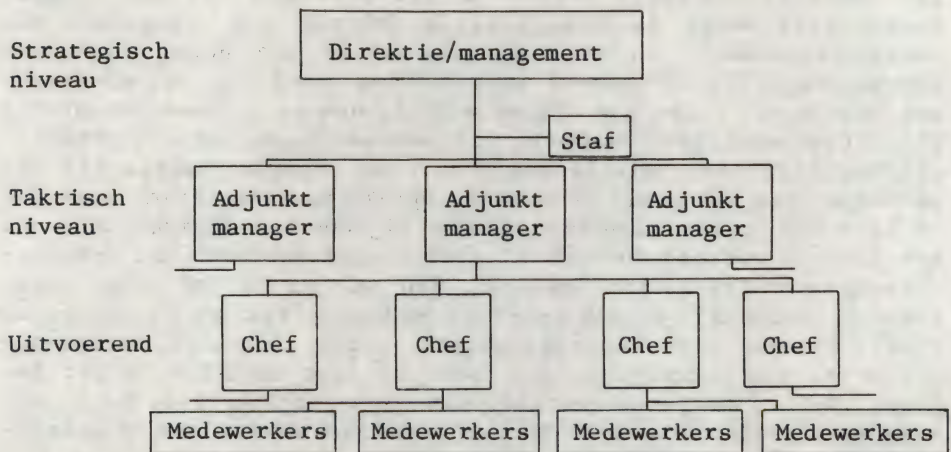 Strategisch
niveau
Direktie/management
Staf
Taktisch
niveau
Adjunkt
manager
Adjunkt
manager
Adjunkt
manager
Uitvoerend
Chef
Chef
Chef
Chef
Medewerkers
Medewerkers
Medewerkers
Medewerkers